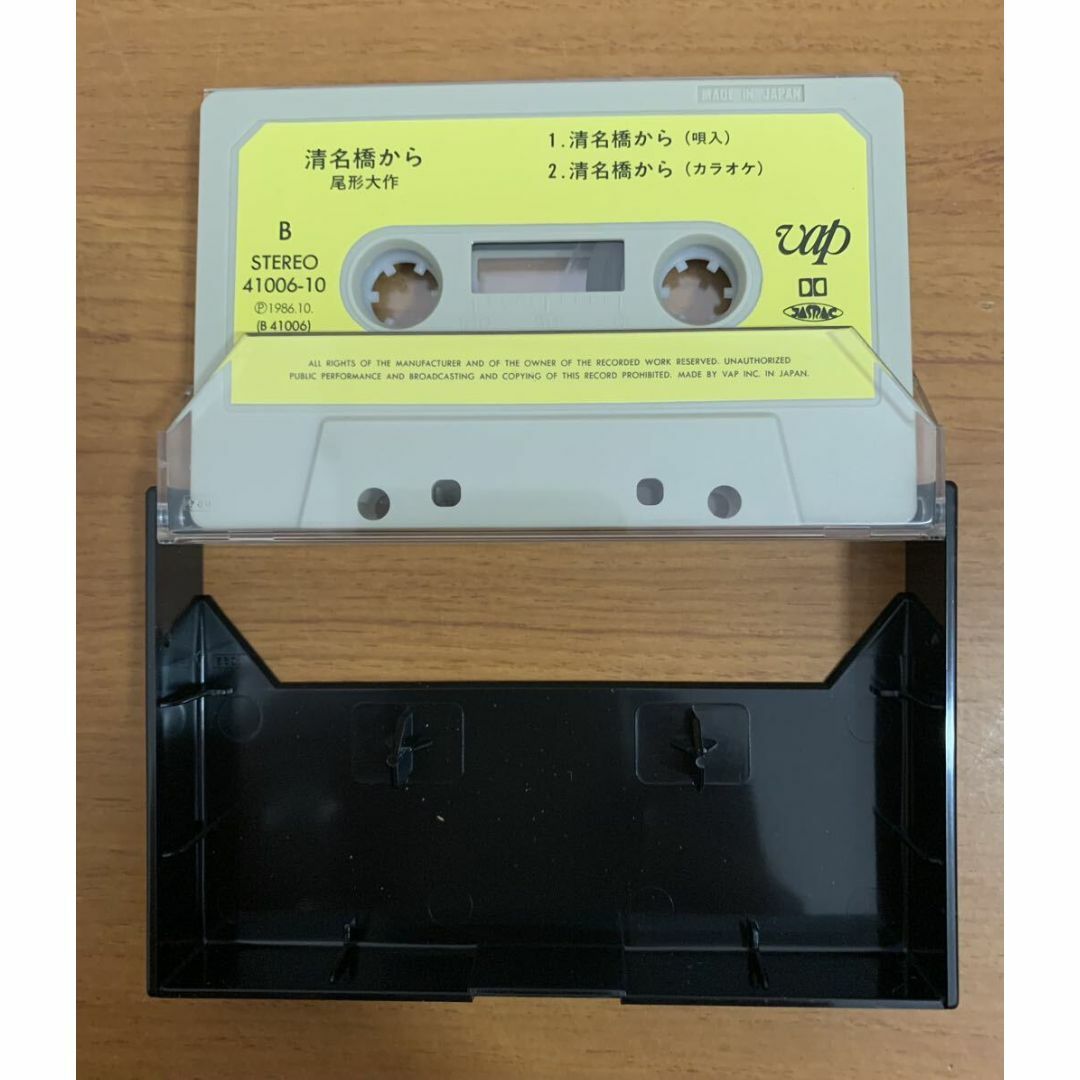 MADE IN JAPAN
清名橋から
尾形大作
1.清名橋から(唄入)
2.清名橋から(カラオケ)
B
STEREO
41006-10
Ⓟ1986.10.
(B 41006)
vap
JASRAC
ALL RIGHTS OF THE MANUFACTURER AND OF THE OWNER OF THE RECORDED WORK RESERVED. UNAUTHORIZED
PUBLIC PERFORMANCE AND BROADCASTING AND COPYING OF THIS RECORD PROHIBITED. MADE BY VAP INC. IN JAPAN.